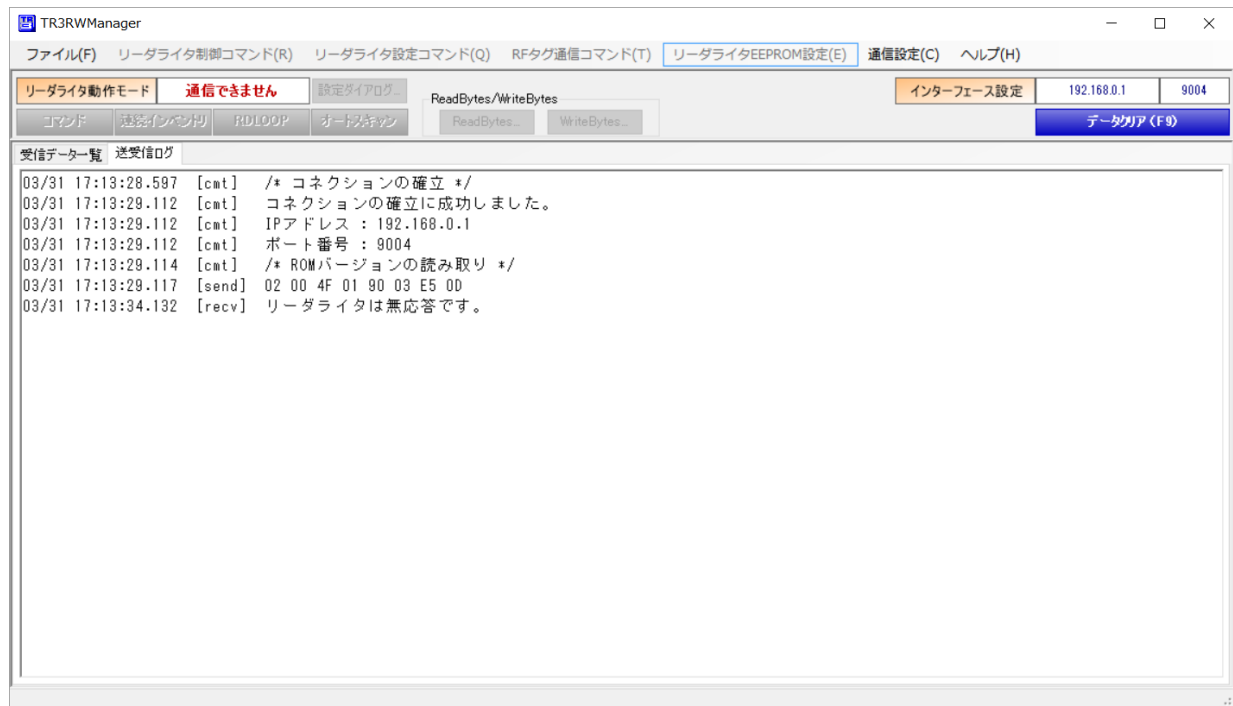 TR3RWManager
ファイル(F) リーダライタ制御コマンド(R) リーダライタ設定コマンド(Q) RFタグ通信コマンド(T) リーダライタEEPROM設定(E) 通信設定(C) ヘルプ(H)
リーダライタ動作モード 通信できません 設定ダイアログ... ReadBytes/WriteBytes インターフェース設定 192.168.0.1 9004
コマンド 連続インベントリ RDLOOP オートスキャン ReadBytes... WriteBytes... データクリア(F9)
受信データ一覧 送受信ログ
03/31 17:13:28.597 [cmt] /* コネクションの確立 */
03/31 17:13:29.112 [cmt] コネクションの確立に成功しました。
03/31 17:13:29.112 [cmt] IPアドレス : 192.168.0.1
03/31 17:13:29.112 [cmt] ポート番号 : 9004
03/31 17:13:29.114 [cmt] /* ROMバージョンの読み取り */
03/31 17:13:29.117 [send] 02 00 4F 01 90 03 E5 0D
03/31 17:13:34.132 [recv] リーダライタは無応答です。